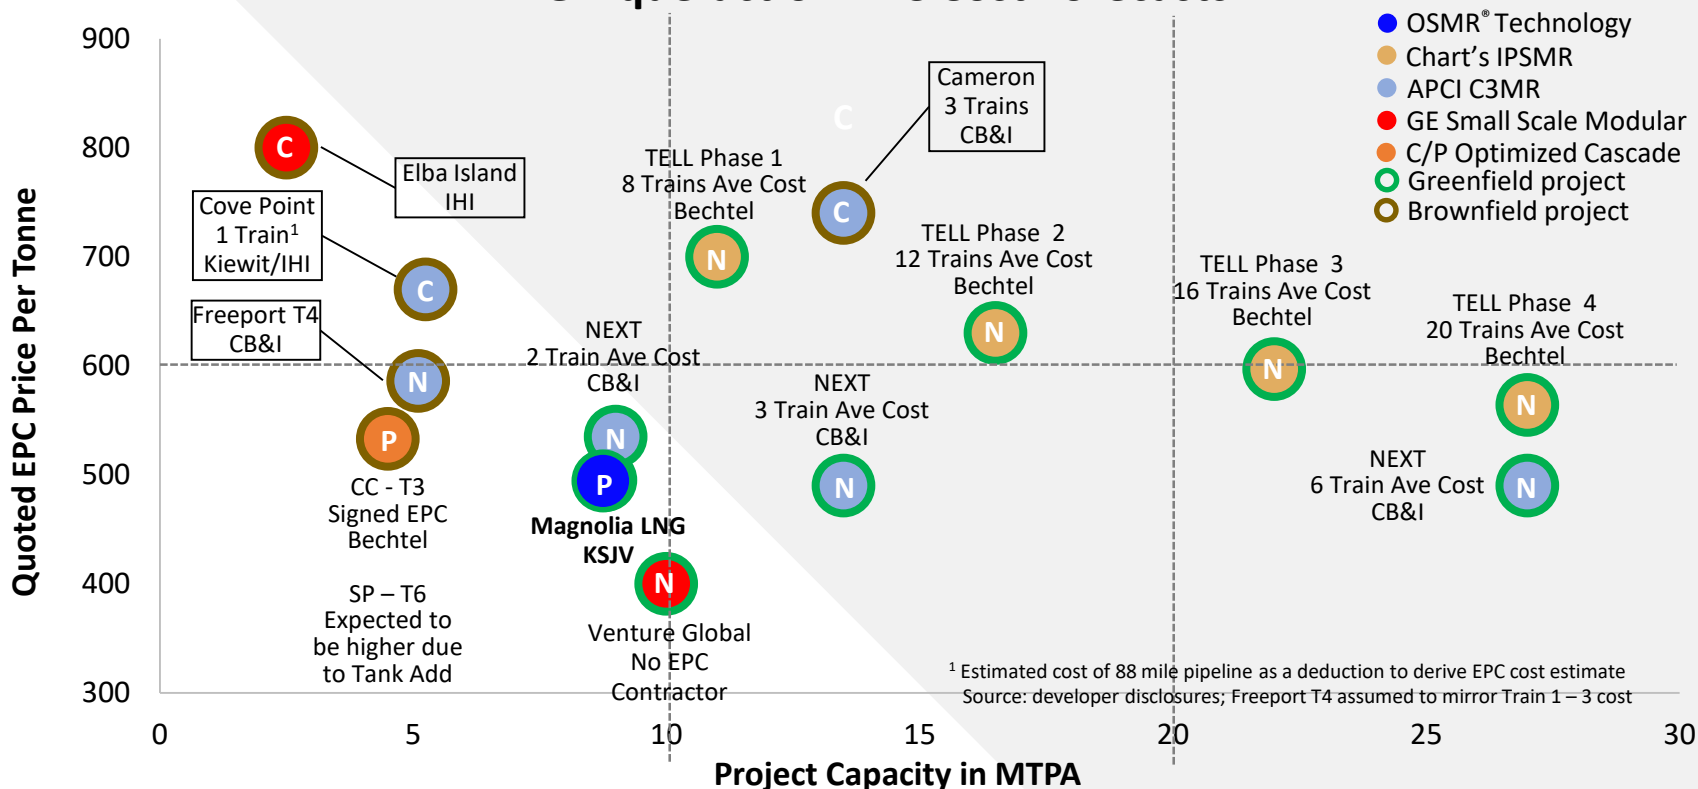 900
800
700
600
500
400
300
Quoted EPC Price Per Tonne
0
5
10
15
20
25
30
Project Capacity in MTPA
OSMR® Technology
Chart's IPSMR
APCI C3MR
GE Small Scale Modular
C/P Optimized Cascade
Greenfield project
Brownfield project
C
Elba Island
IHI
Cove Point
1 Train1
Kiewit/IHI
C
Freeport T4
CB&I
N
P
CC - T3
Signed EPC
Bechtel
SP – T6
Expected to
be higher due
to Tank Add
NEXT
2 Train Ave Cost
CB&I
N
P
Magnolia LNG
KSJV
N
Venture Global
No EPC
Contractor
TELL Phase 1
8 Trains Ave Cost
Bechtel
N
C
Cameron
3 Trains
CB&I
C
TELL Phase 2
12 Trains Ave Cost
Bechtel
N
NEXT
3 Train Ave Cost
CB&I
N
TELL Phase 3
16 Trains Ave Cost
Bechtel
N
TELL Phase 4
20 Trains Ave Cost
Bechtel
N
NEXT
6 Train Ave Cost
CB&I
N
1 Estimated cost of 88 mile pipeline as a deduction to derive EPC cost estimate
Source: developer disclosures; Freeport T4 assumed to mirror Train 1 – 3 cost